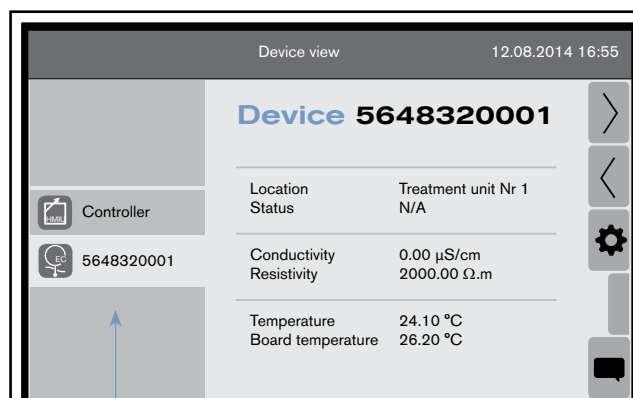 Device view 12.08.2014 16:55
Device 5648320001
Location Treatment unit Nr 1
Status N/A
HMIU Controller
EC 5648320001
Conductivity 0.00 µS/cm
Resistivity 2000.00 Ω.m
Temperature 24.10 °C
Board temperature 26.20 °C